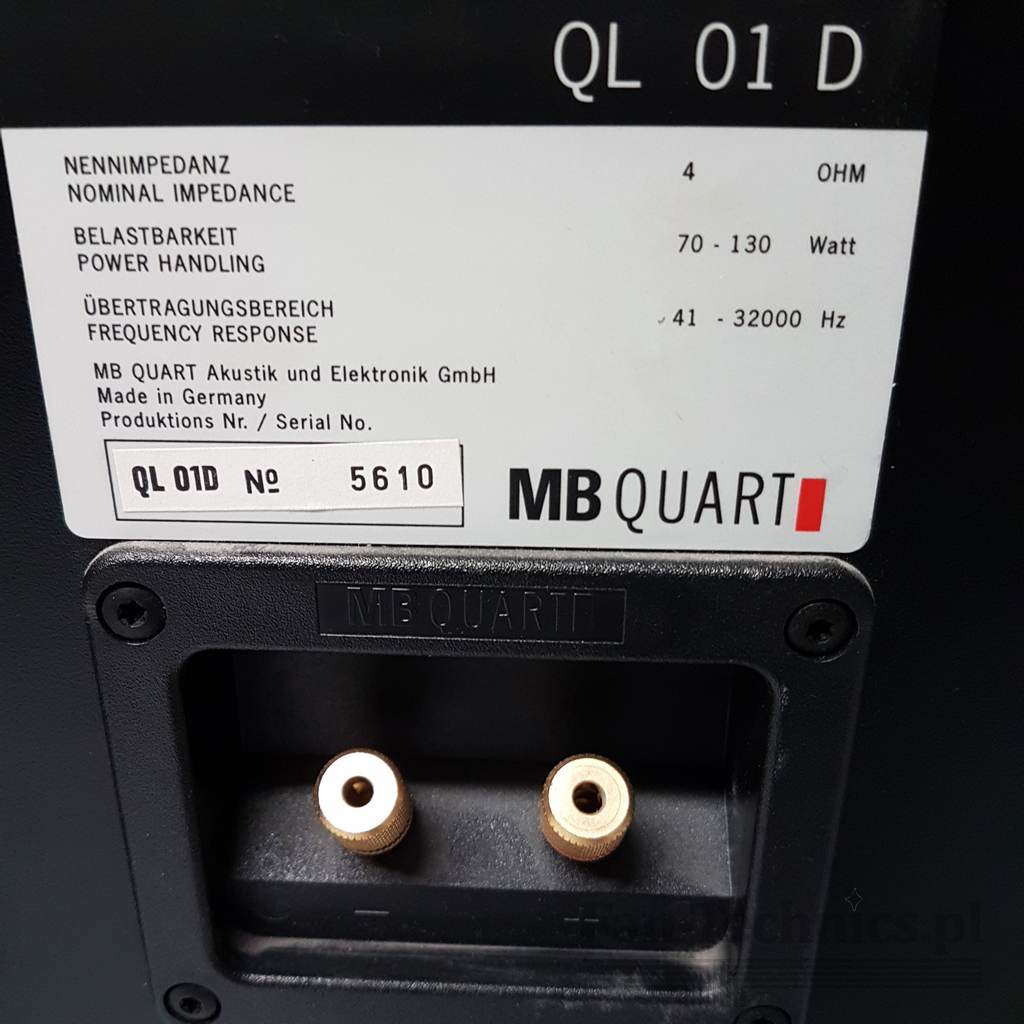 QL 01 D
NENNIMPEDANZ 4 OHM
NOMINAL IMPEDANCE
BELASTBARKEIT 70 - 130 Watt
POWER HANDLING
ÜBERTRAGUNGSBEREICH 41 - 32000 Hz
FREQUENCY RESPONSE
MB QUART Akustik und Elektronik GmbH
Made in Germany
Produktions Nr. / Serial No.
QL 01D Nº 5610
MB QUART
MB QUART
− +